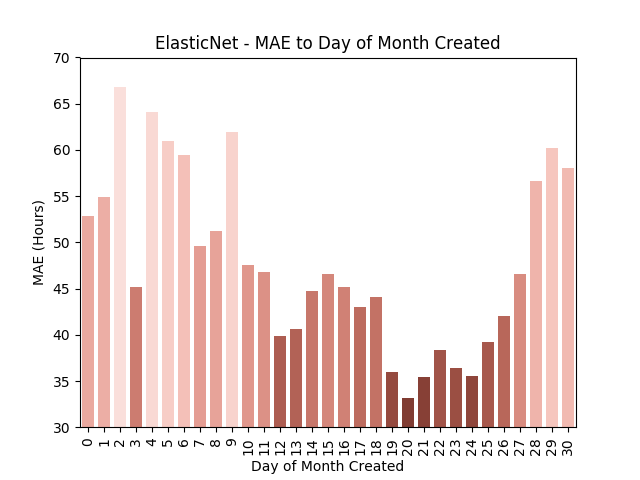 ElasticNet - MAE to Day of Month Created
70
65
60
55
50
45
40
35
30
MAE (Hours)
0 1 2 3 4 5 6 7 8 9 10 11 12 13 14 15 16 17 18 19 20 21 22 23 24 25 26 27 28 29 30
Day of Month Created